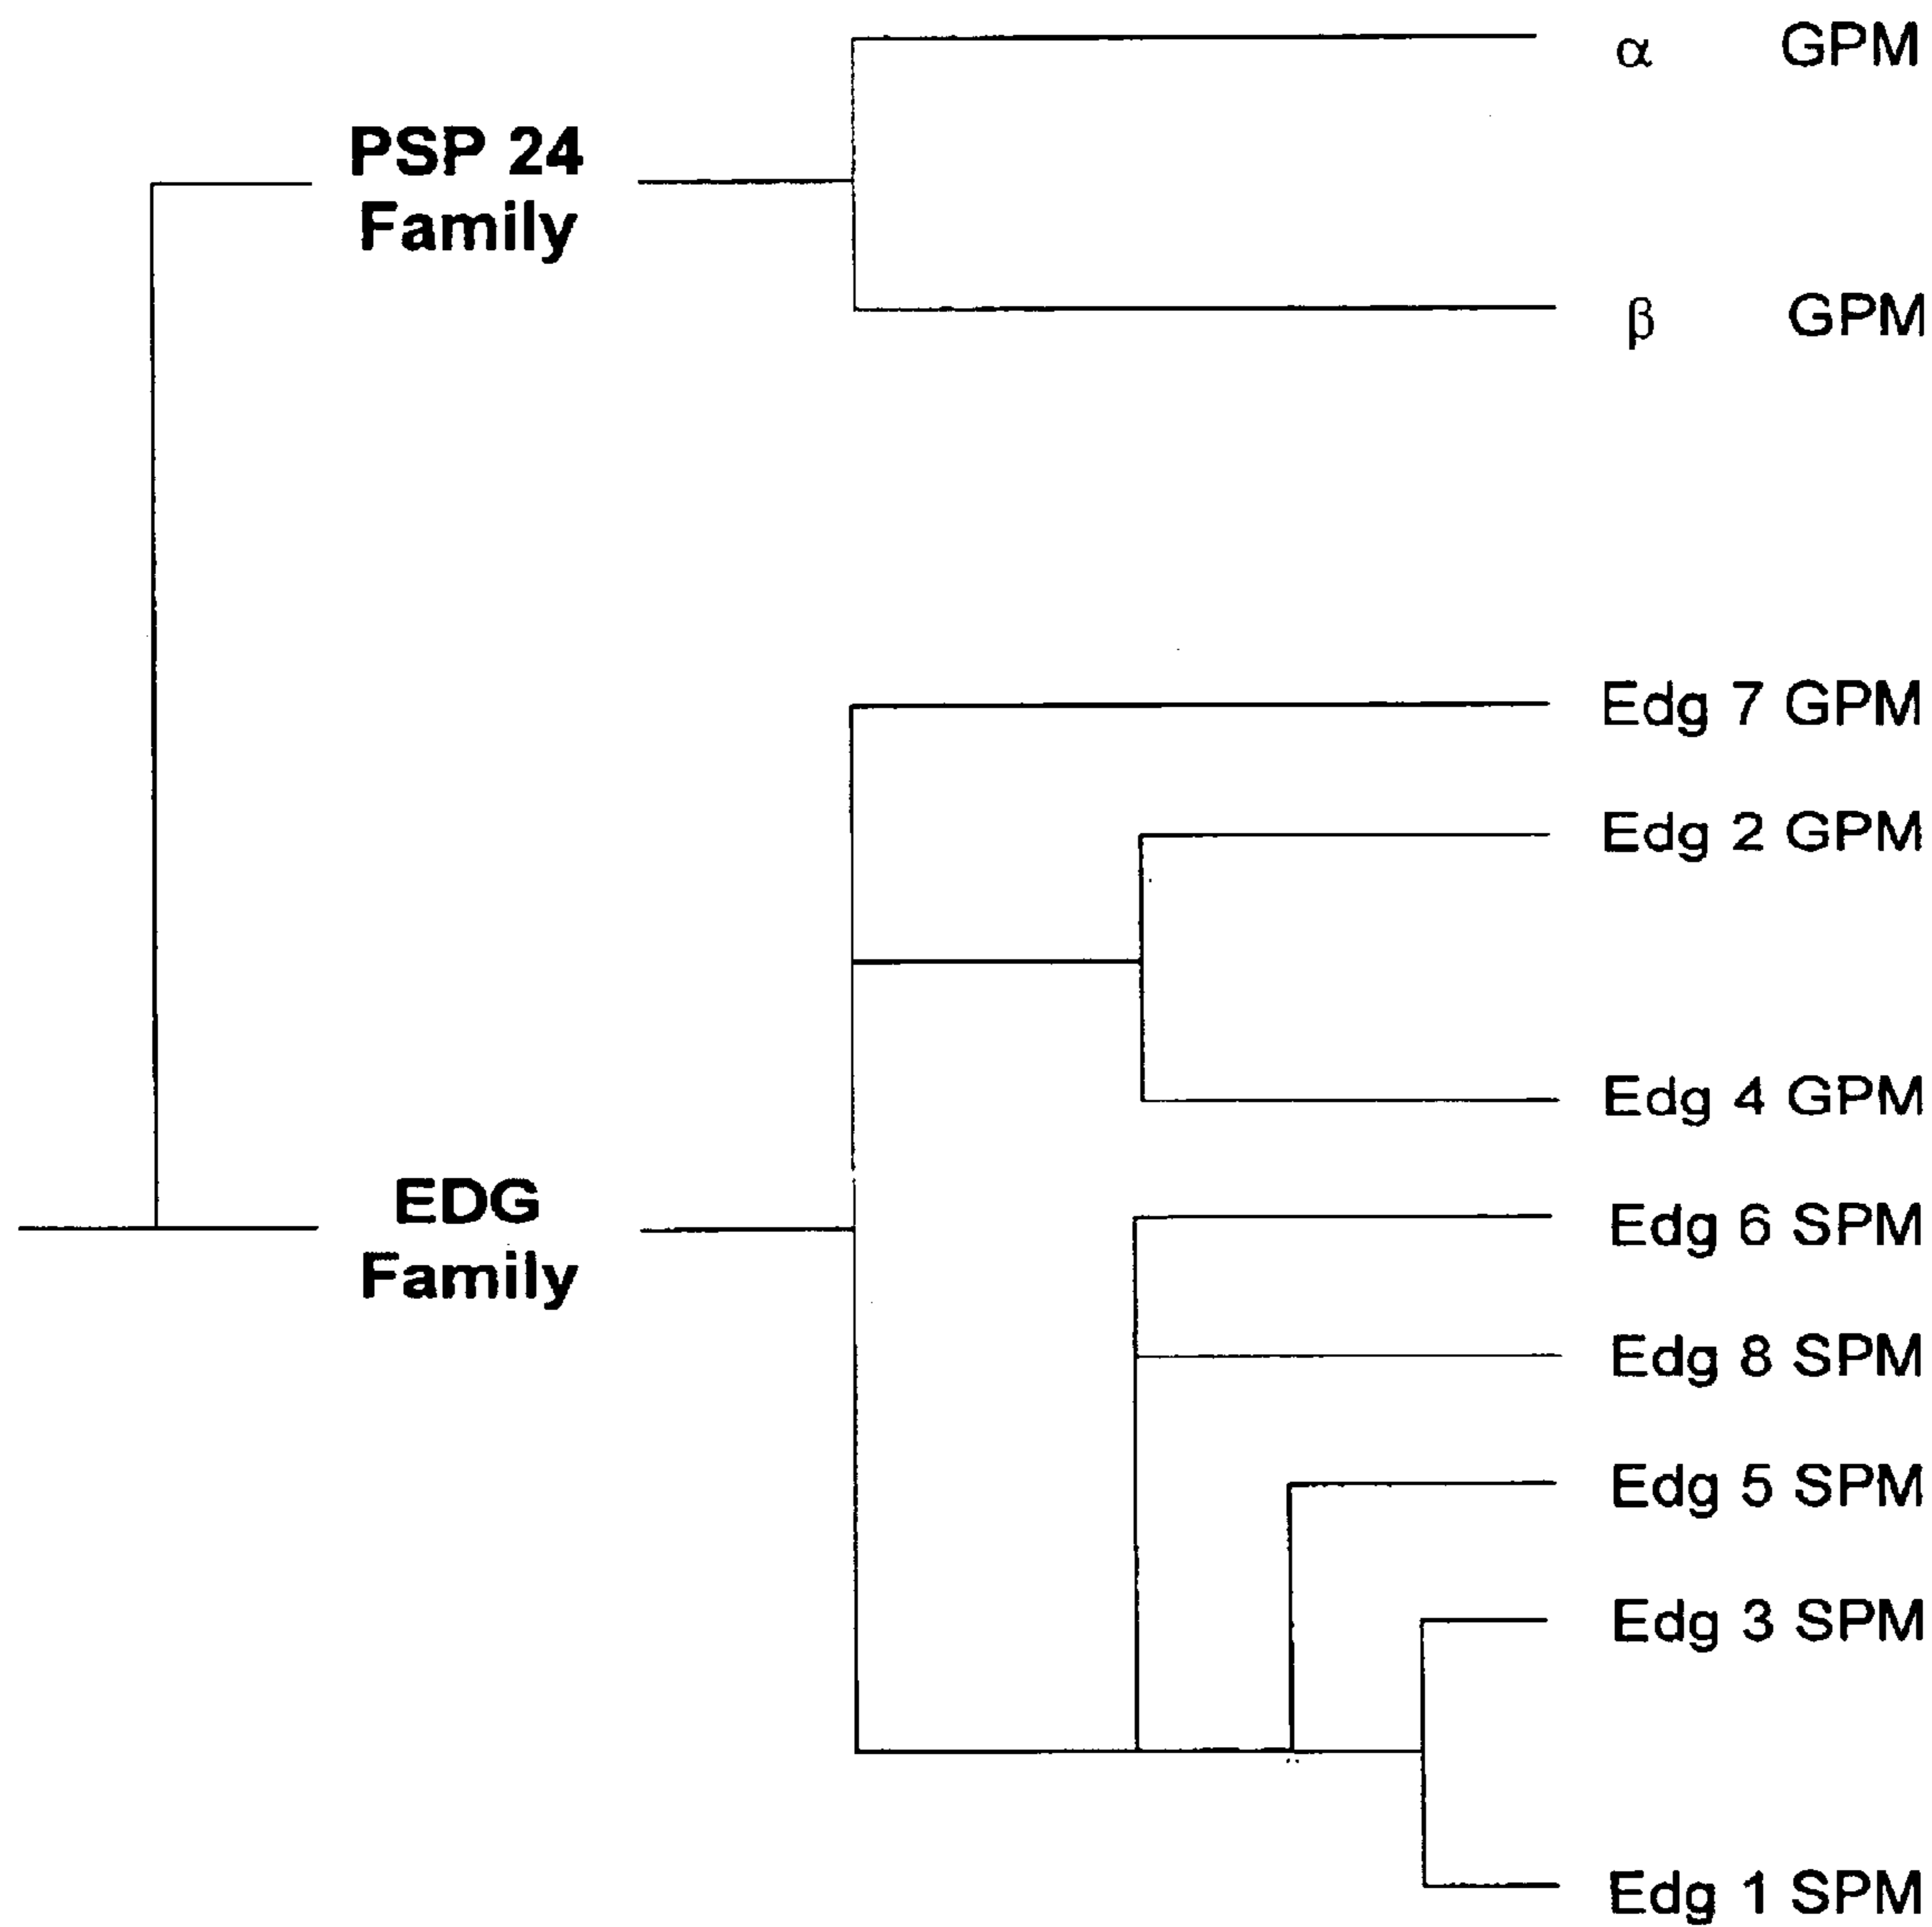 α GPM
PSP 24
Family
β GPM
Edg 7 GPM
Edg 2 GPM
Edg 4 GPM
EDG
Family
Edg 6 SPM
Edg 8 SPM
Edg 5 SPM
Edg 3 SPM
Edg 1 SPM